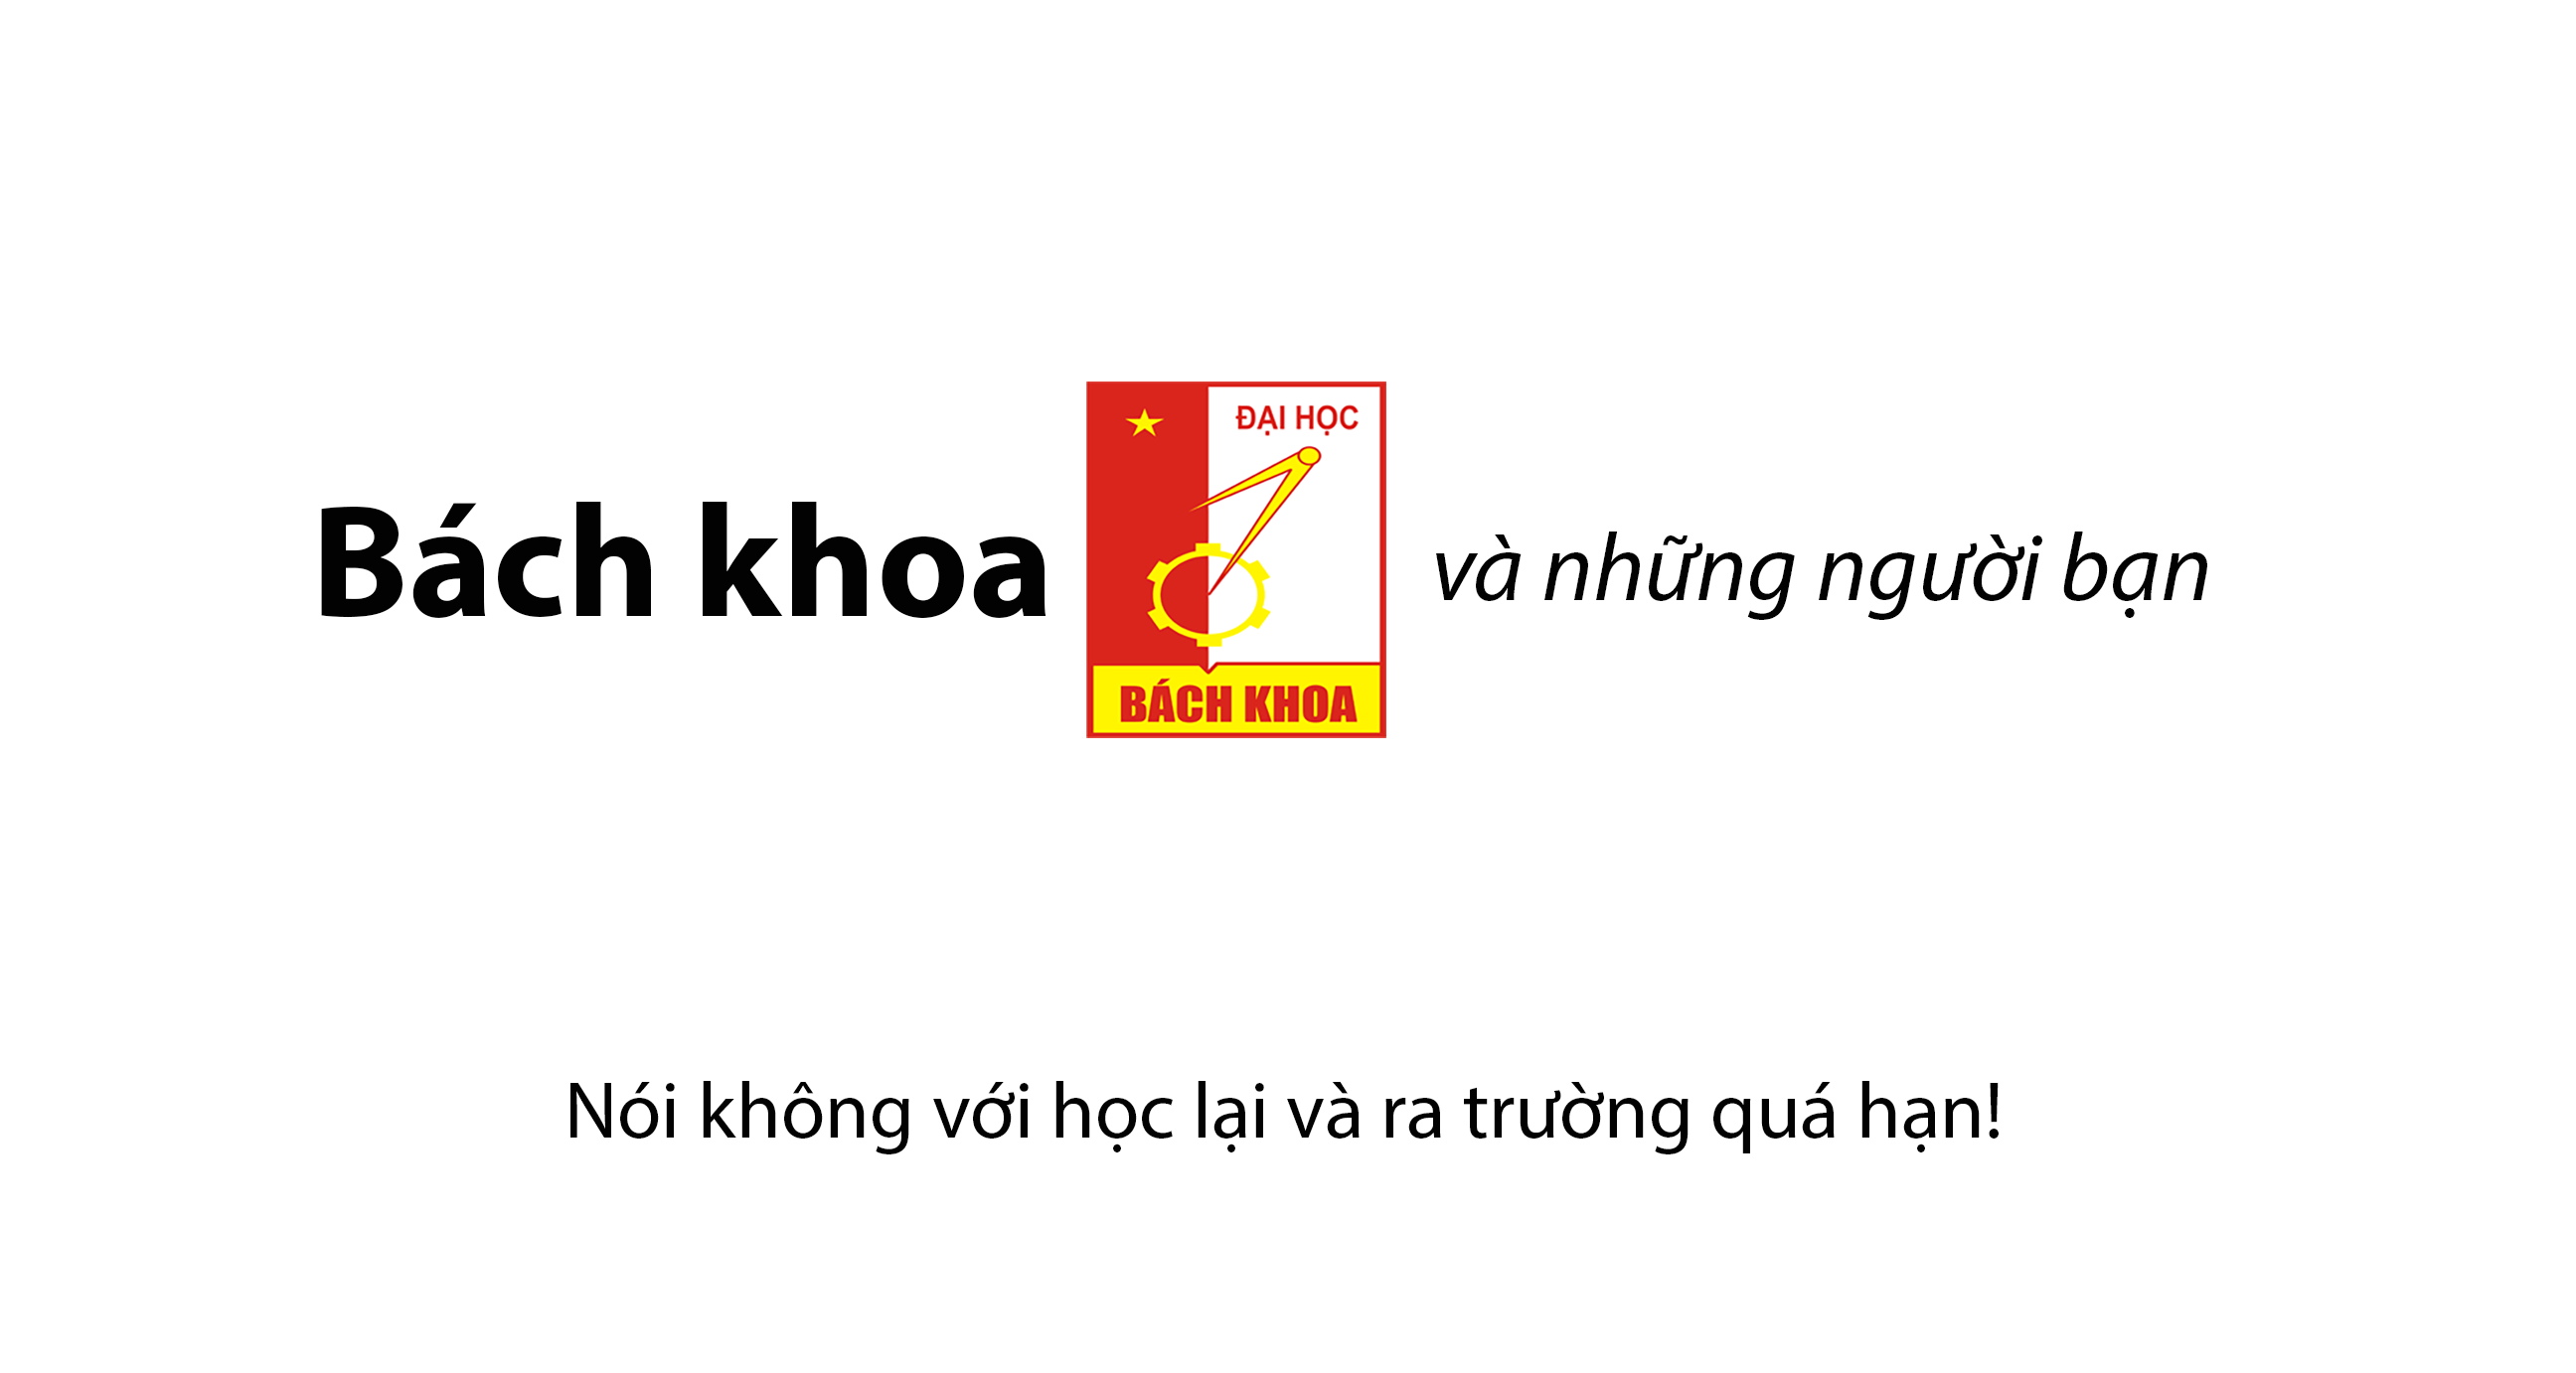 Bách khoa
ĐẠI HỌC
BÁCH KHOA
và những người bạn
Nói không với học lại và ra trường quá hạn!